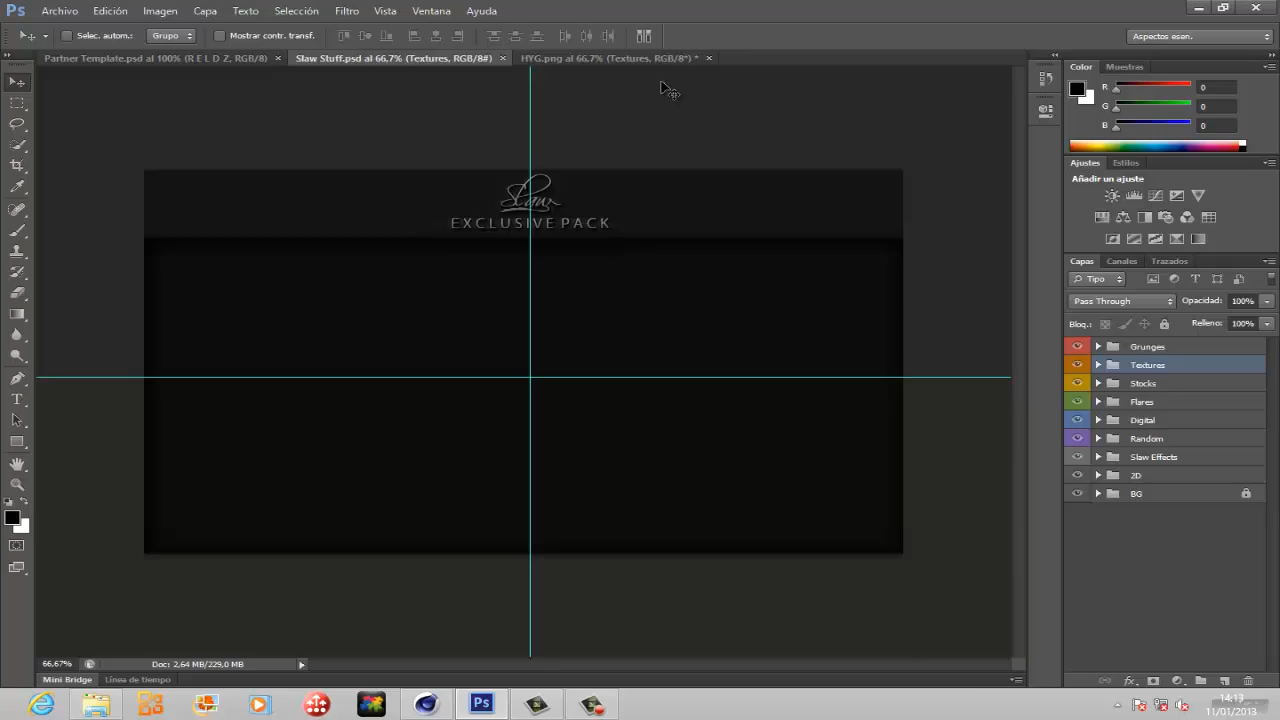 Ps Archivo Edición Imagen Capa Texto Selección Filtro Vista Ventana Ayuda
Selec. autom.: Grupo Mostrar contr. transf. Aspectos esen.
Partner Template.psd al 100% (R E L D Z, RGB/8) × Slaw Stuff.psd al 66,7% (Textures, RGB/8#) × HYG.png al 66,7% (Textures, RGB/8*) * ×
Color Muestras
R 0
G 0
B 0
Ajustes Estilos
Añadir un ajuste
Slaw
EXCLUSIVE PACK
Capas Canales Trazados
Tipo
Pass Through Opacidad: 100%
Bloq.: Relleno: 100%
Grunges
Textures
Stocks
Flares
Digital
Random
Slaw Effects
2D
BG
66,67% Doc: 2,64 MB/229,0 MB
Mini Bridge Línea de tiempo
Ps
14:13
11/01/2013